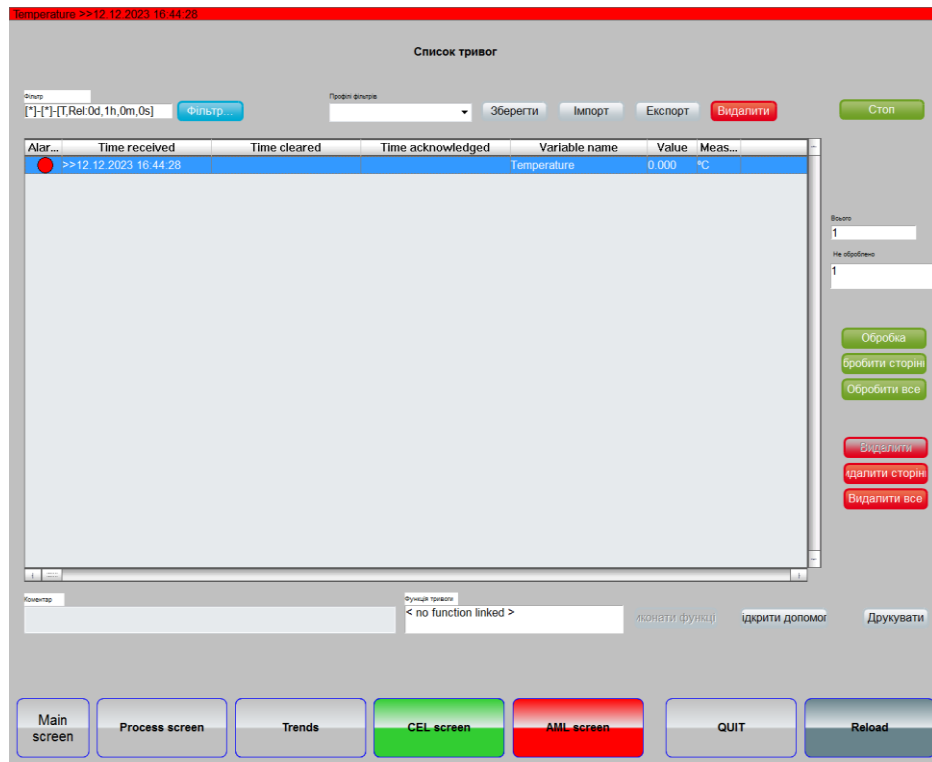 Temperature >>12.12.2023 16:44:28
Список тривог
Фільтр
Профілі фільтрів
[*]-[*]-[T,Rel:0d,1h,0m,0s]
Фільтр...
Зберегти
Імпорт
Експорт
Видалити
Стоп
Alar... Time received Time cleared Time acknowledged Variable name Value Meas...
>>12.12.2023 16:44:28 Temperature 0.000 °C
Всього
1
Не оброблено
1
Обробка
бробити сторінк
Обробити все
Видалити
идалити сторінк
Видалити все
Коментар
Функція тривоги
< no function linked >
иконати функці
ідкрити допомог
Друкувати
Main
screen
Process screen
Trends
CEL screen
AML screen
QUIT
Reload